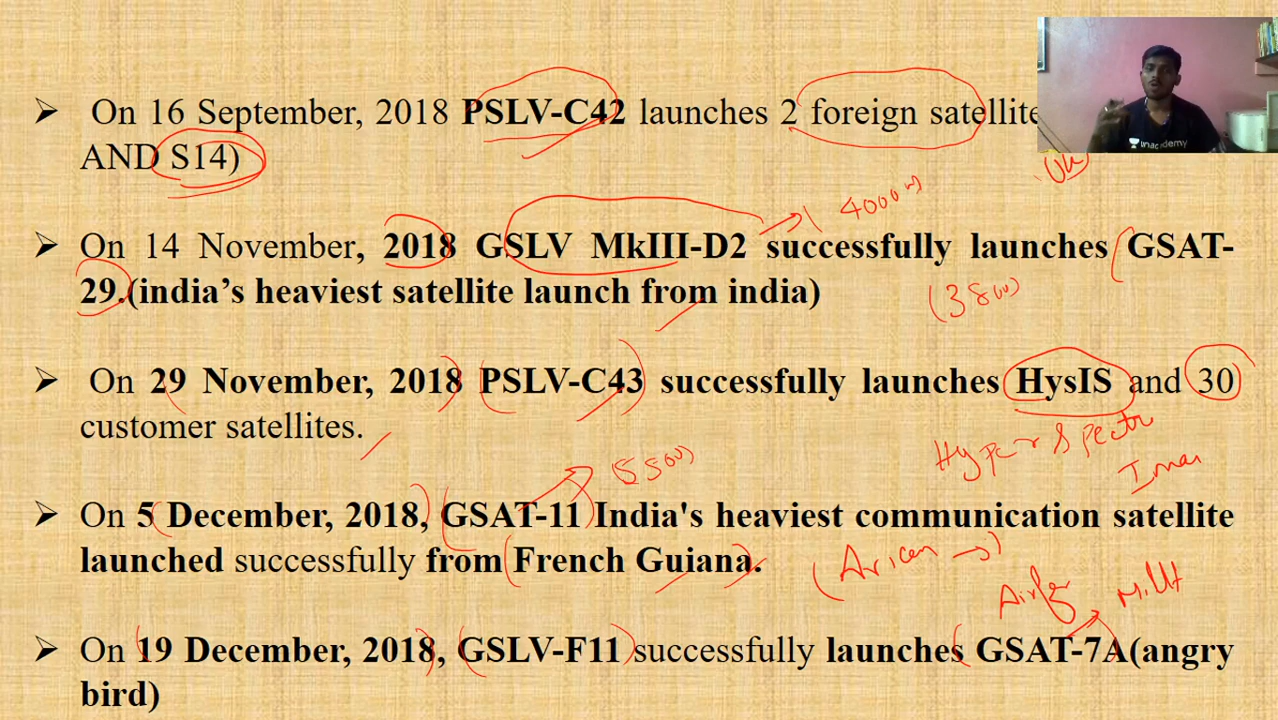 ➢ On 16 September, 2018 PSLV-C42 launches 2 foreign satellite
AND S14)
UK
4000
➢ On 14 November, 2018 GSLV MkIII-D2 successfully launches GSAT-
29.(india’s heaviest satellite launch from india)
(3800)
➢ On 29 November, 2018 PSLV-C43 successfully launches HysIS and 30
customer satellites.
Hyper Spectr
Imag
(5500)
➢ On 5 December, 2018, GSAT-11 India's heaviest communication satellite
launched successfully from French Guiana.
➢ On 19 December, 2018, GSLV-F11 successfully launches GSAT-7A(angry
bird)
unacademy